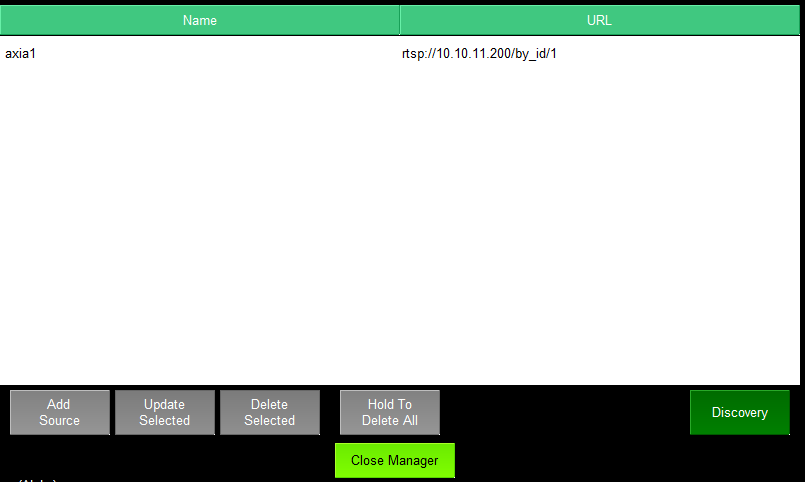 Name URL
axia1 rtsp://10.10.11.200/by_id/1
Add Update Delete Hold To
Source Selected Selected Delete All
Discovery
Close Manager